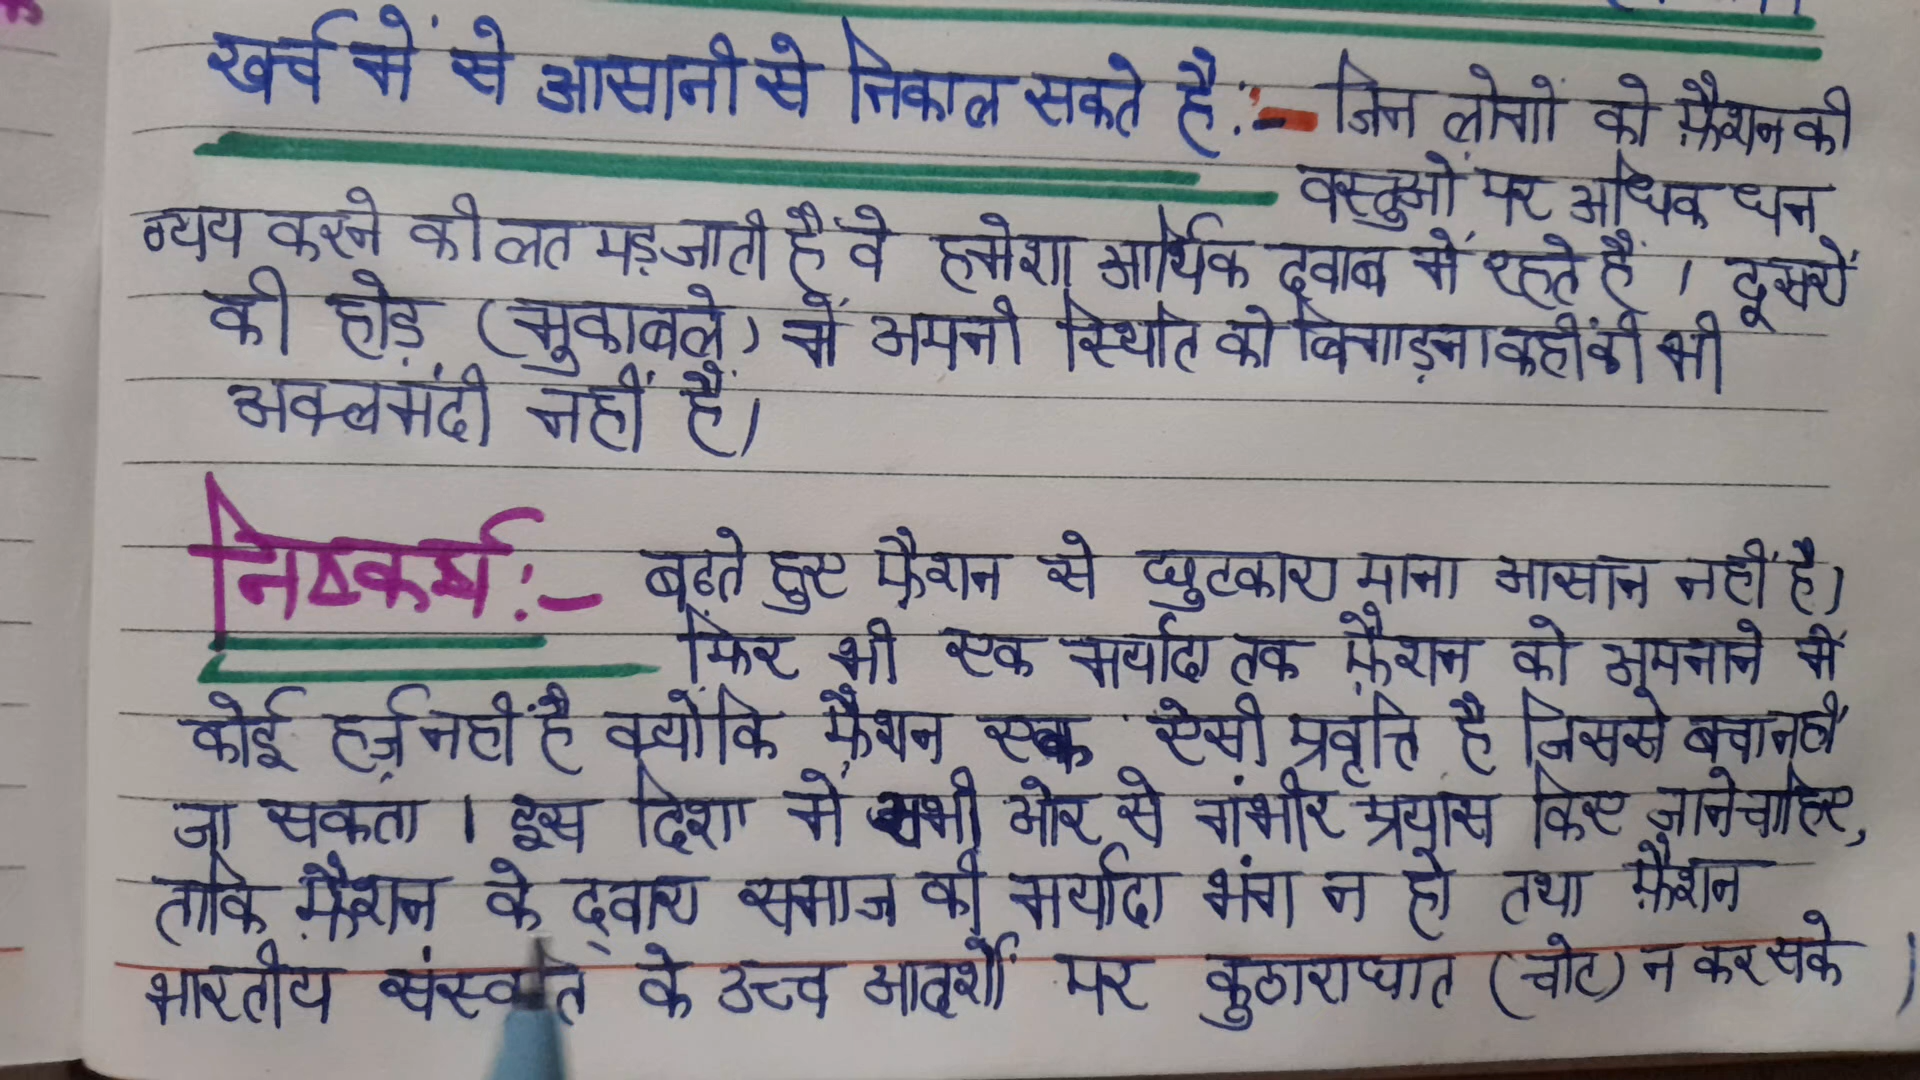 खर्च में से आसानी से निकाल सकते है:- जिन लोगों को फ़ैशन की
वस्तुओं पर अधिक धन
व्यय करने की लत पड़ जाती है वे हमेशा आर्थिक दवाब में रहते हैं । दूसरों
की होड़ (मुकाबले) में अपनी स्थिति को बिगाड़ना कहीं की भी
अक्लमंदी नहीं है।
निष्कर्ष :- बढ़ते हुए फ़ैशन से छुटकारा पाना आसान नहीं है।
फिर भी एक मर्यादा तक फ़ैशन को अपनाने में
कोई हर्ज़ नहीं है क्योंकि फ़ैशन एक ऐसी प्रवृत्ति है जिससे बचा नहीं
जा सकता । इस दिशा में सभी ओर से गंभीर प्रयास किए जाने चाहिए,
ताकि फ़ैशन के द्वारा समाज की मर्यादा भंग न हो तथा फ़ैशन
भारतीय संस्कृति के उच्च आदर्शों पर कुठाराघात (चोट) न कर सके ।